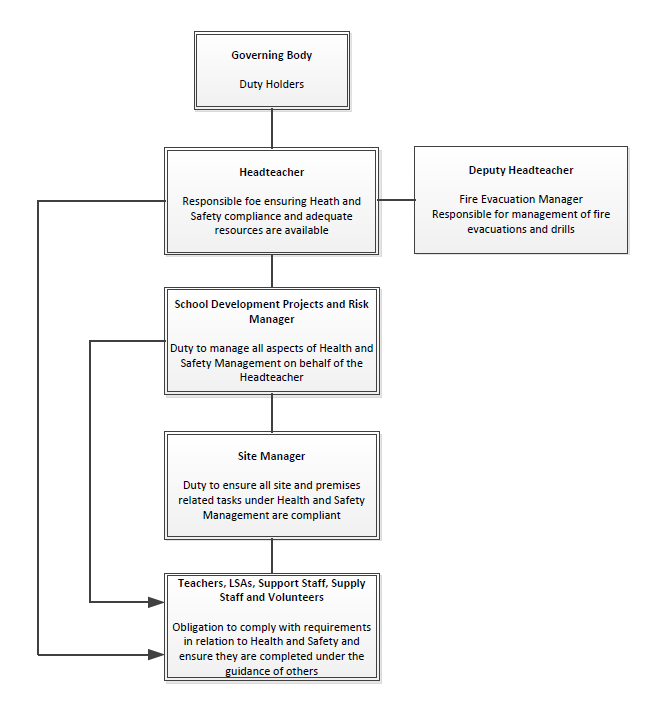 Governing Body
Duty Holders
Headteacher
Responsible foe ensuring Heath and
Safety compliance and adequate
resources are available
Deputy Headteacher
Fire Evacuation Manager
Responsible for management of fire
evacuations and drills
School Development Projects and Risk
Manager
Duty to manage all aspects of Health and
Safety Management on behalf of the
Headteacher
Site Manager
Duty to ensure all site and premises
related tasks under Health and Safety
Management are compliant
Teachers, LSAs, Support Staff, Supply
Staff and Volunteers
Obligation to comply with requirements
in relation to Health and Safety and
ensure they are completed under the
guidance of others